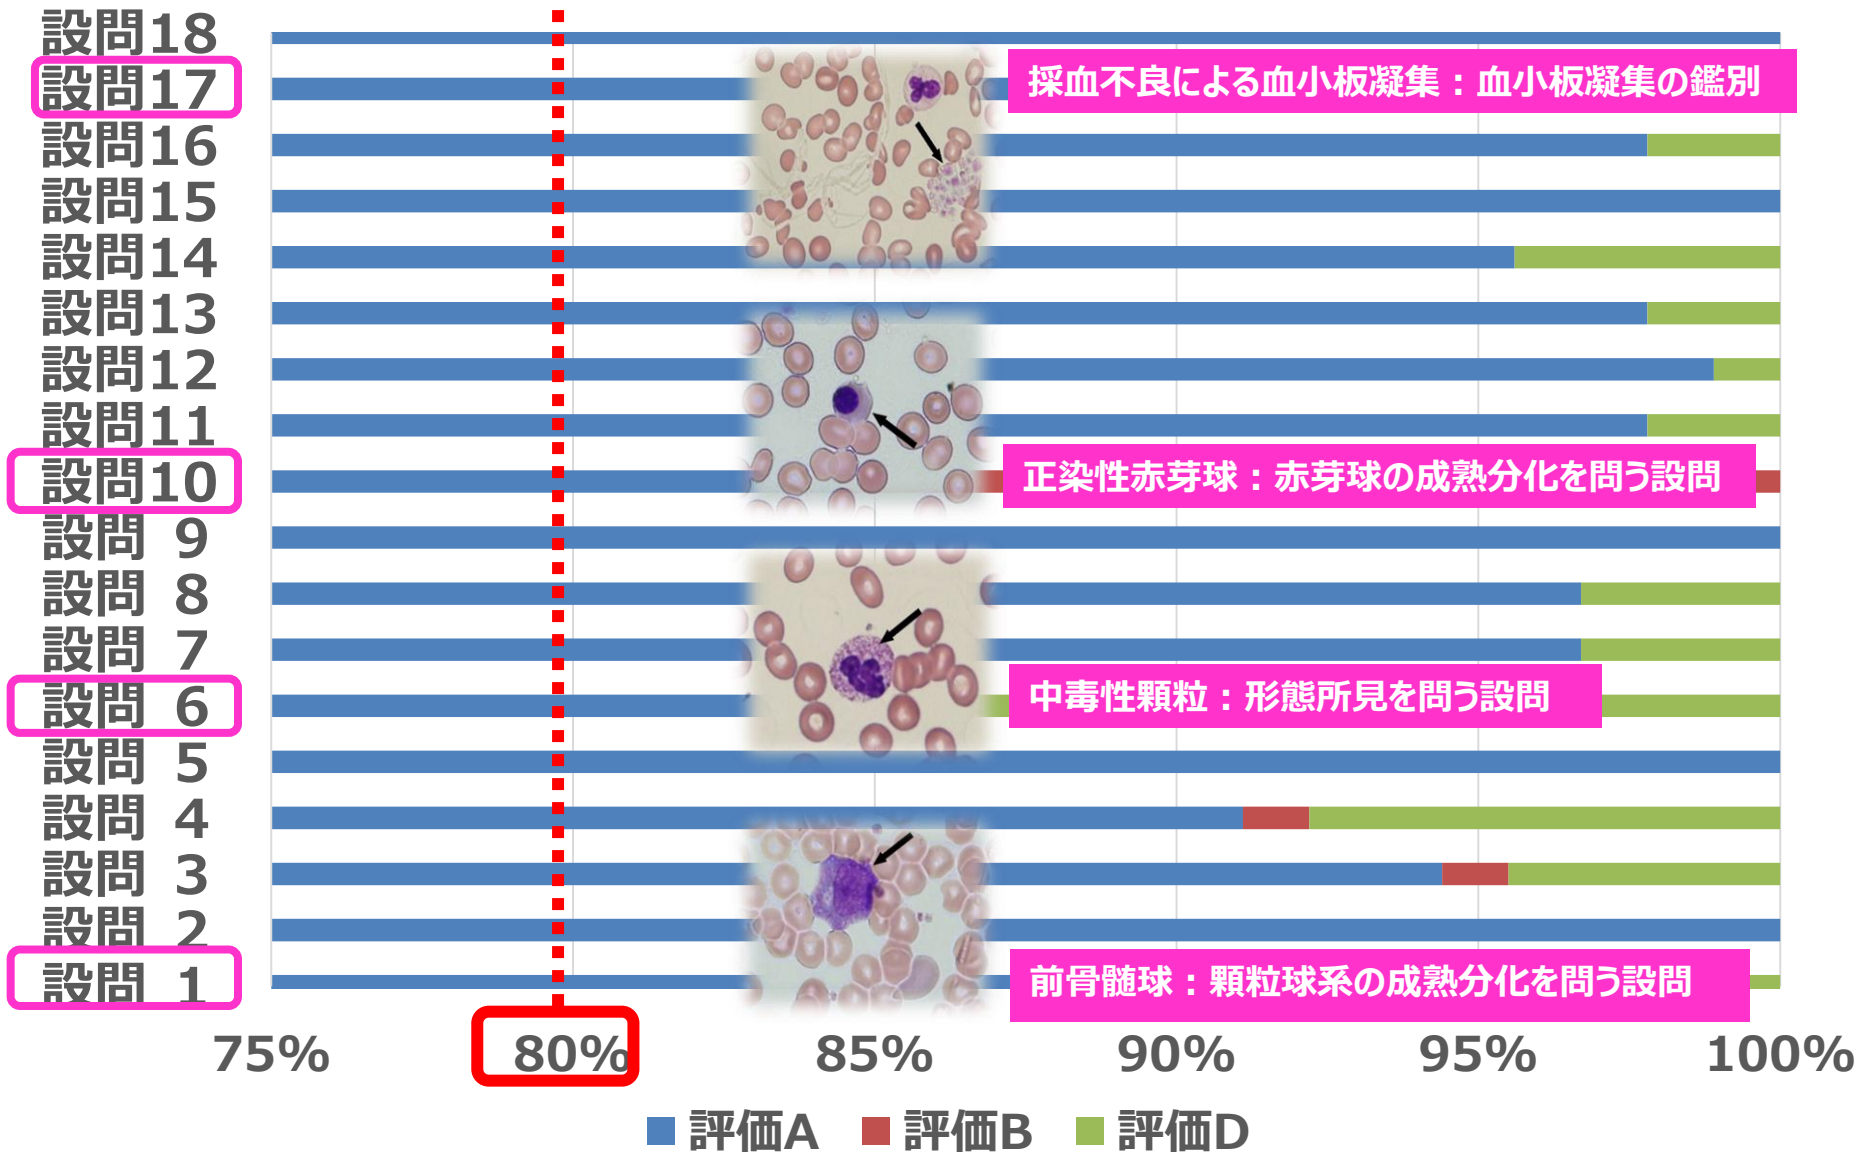 設問18
設問17
採血不良による血小板凝集：血小板凝集の鑑別
設問16
設問15
設問14
設問13
設問12
設問11
設問10
正染性赤芽球：赤芽球の成熟分化を問う設問
設問 9
設問 8
設問 7
設問 6
中毒性顆粒：形態所見を問う設問
設問 5
設問 4
設問 3
設問 2
設問 1
前骨髄球：顆粒球系の成熟分化を問う設問
75% 80% 85% 90% 95% 100%
評価A 評価B 評価D